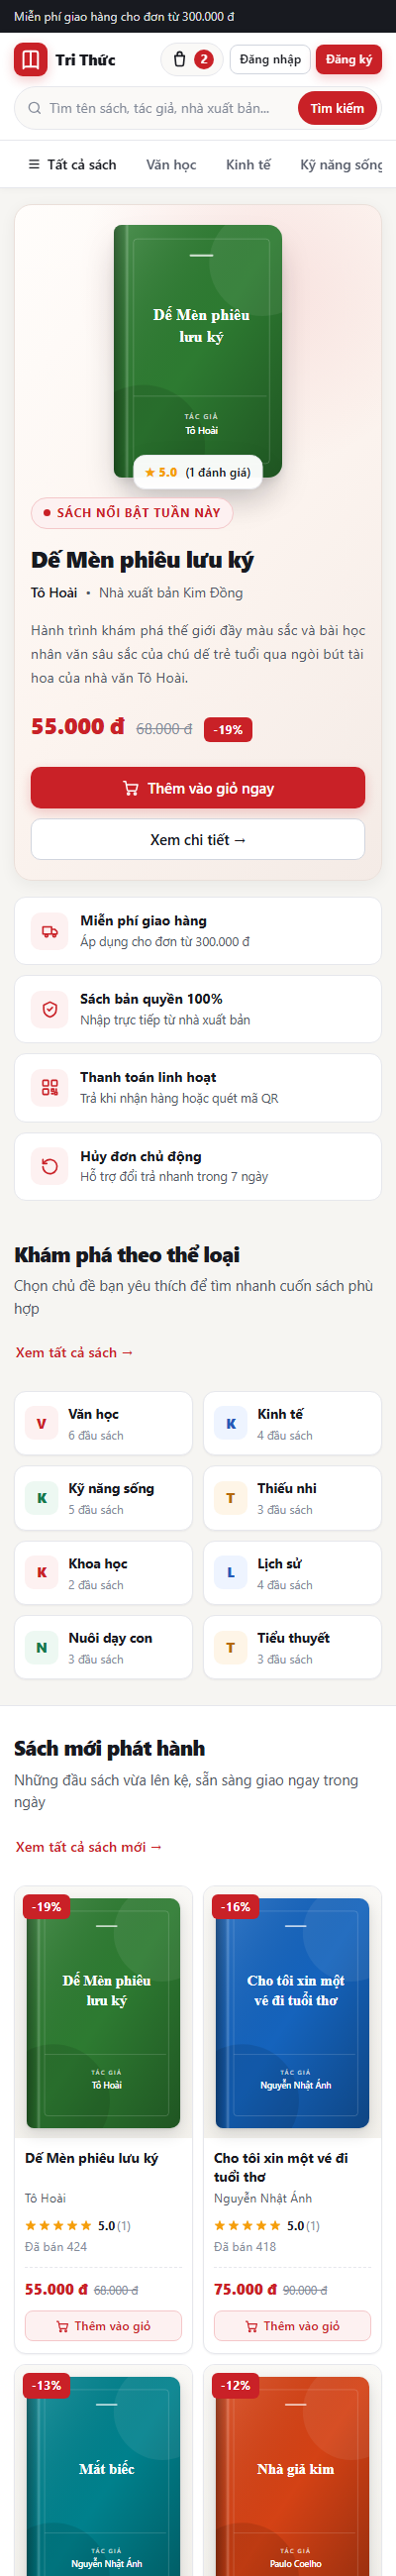 Miễn phí giao hàng cho đơn từ 300.000 đ
Tri Thức
2
Đăng nhập
Đăng ký
Tìm tên sách, tác giả, nhà xuất bản...
Tìm kiếm
Tất cả sách
Văn học
Kinh tế
Kỹ năng sống
Dế Mèn phiêu
lưu ký
TÁC GIẢ
Tô Hoài
★ 5.0 (1 đánh giá)
SÁCH NỔI BẬT TUẦN NÀY
Dế Mèn phiêu lưu ký
Tô Hoài • Nhà xuất bản Kim Đồng
Hành trình khám phá thế giới đầy màu sắc và bài học
nhân văn sâu sắc của chú dế trẻ tuổi qua ngòi bút tài
hoa của nhà văn Tô Hoài.
55.000 đ 68.000 đ -19%
Thêm vào giỏ ngay
Xem chi tiết →
Miễn phí giao hàng
Áp dụng cho đơn từ 300.000 đ
Sách bản quyền 100%
Nhập trực tiếp từ nhà xuất bản
Thanh toán linh hoạt
Trả khi nhận hàng hoặc quét mã QR
Hủy đơn chủ động
Hỗ trợ đổi trả nhanh trong 7 ngày
Khám phá theo thể loại
Chọn chủ đề bạn yêu thích để tìm nhanh cuốn sách phù
hợp
Xem tất cả sách →
V
Văn học
6 đầu sách
K
Kinh tế
4 đầu sách
K
Kỹ năng sống
5 đầu sách
T
Thiếu nhi
3 đầu sách
K
Khoa học
2 đầu sách
L
Lịch sử
4 đầu sách
N
Nuôi dạy con
3 đầu sách
T
Tiểu thuyết
3 đầu sách
Sách mới phát hành
Những đầu sách vừa lên kệ, sẵn sàng giao ngay trong
ngày
Xem tất cả sách mới →
-19%
Dế Mèn phiêu
lưu ký
TÁC GIẢ
Tô Hoài
Dế Mèn phiêu lưu ký
Tô Hoài
★★★★★ 5.0 (1)
Đã bán 424
55.000 đ 68.000 đ
Thêm vào giỏ
-16%
Cho tôi xin một
vé đi tuổi thơ
TÁC GIẢ
Nguyễn Nhật Ánh
Cho tôi xin một vé đi
tuổi thơ
Nguyễn Nhật Ánh
★★★★★ 5.0 (1)
Đã bán 418
75.000 đ 90.000 đ
Thêm vào giỏ
-13%
Mắt biếc
TÁC GIẢ
Nguyễn Nhật Ánh
-12%
Nhà giả kim
TÁC GIẢ
Paulo Coelho